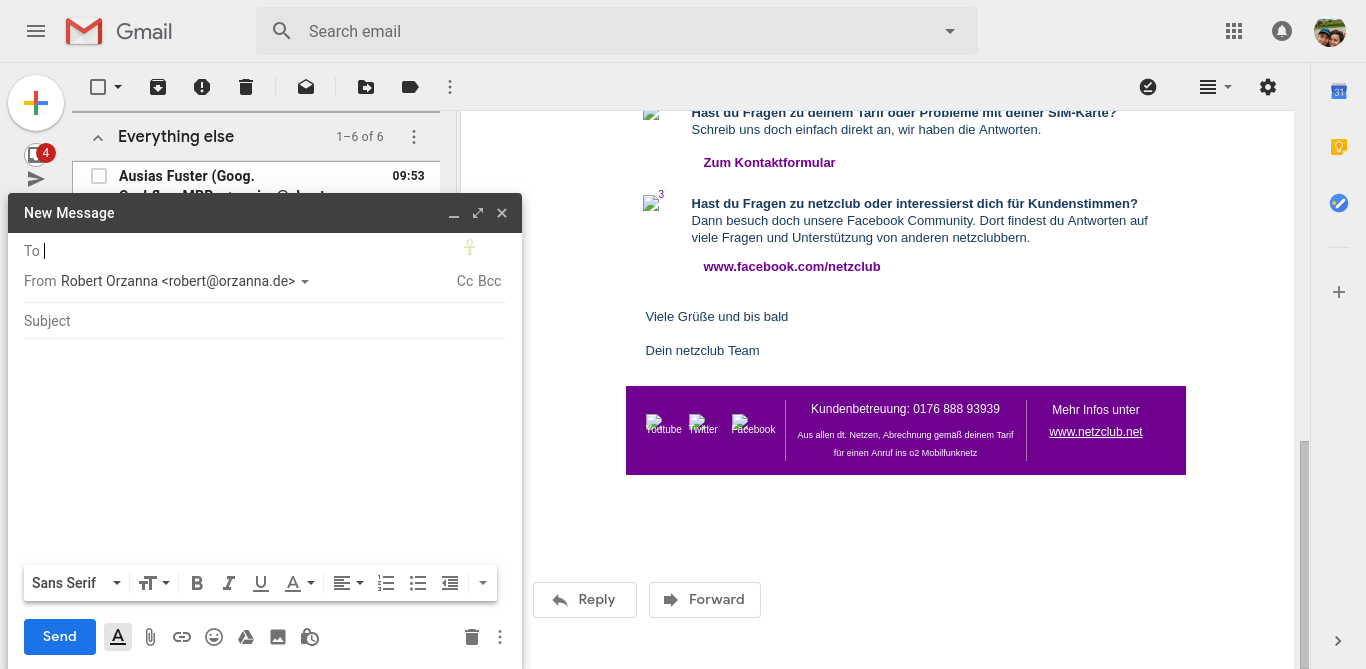 Gmail
Search email
31
4
Everything else
1–6 of 6
Ausias Fuster (Goog.
09:53
New Message
To
From Robert Orzanna <robert@orzanna.de>
Cc Bcc
Subject
Sans Serif
B I U A
Send
A
Hast du Fragen zu deinem Tarif oder Probleme mit deiner SIM-Karte?
Schreib uns doch einfach direkt an, wir haben die Antworten.
Zum Kontaktformular
3
Hast du Fragen zu netzclub oder interessierst dich für Kundenstimmen?
Dann besuch doch unsere Facebook Community. Dort findest du Antworten auf
viele Fragen und Unterstützung von anderen netzclubbern.
www.facebook.com/netzclub
Viele Grüße und bis bald
Dein netzclub Team
Youtube
Twitter
Facebook
Kundenbetreuung: 0176 888 93939
Aus allen dt. Netzen, Abrechnung gemäß deinem Tarif
für einen Anruf ins o2 Mobilfunknetz
Mehr Infos unter
www.netzclub.net
Reply
Forward